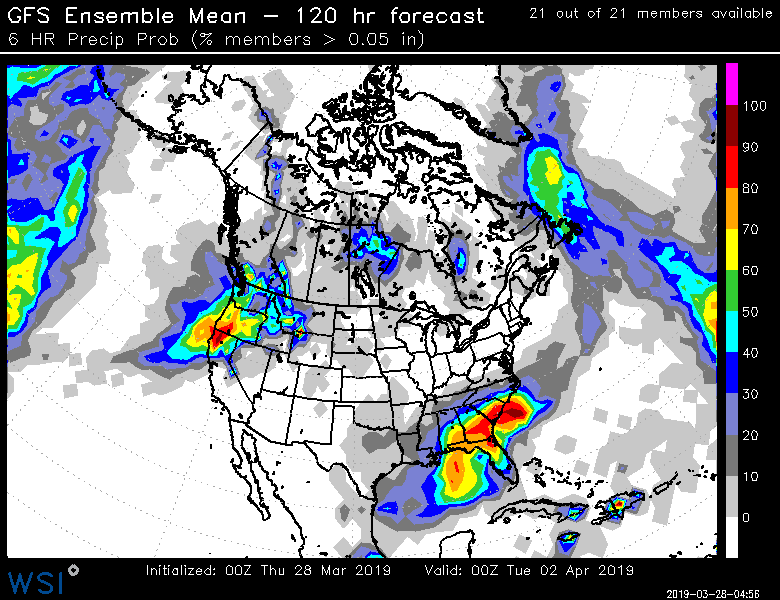 GFS Ensemble Mean - 120 hr forecast
21 out of 21 members available
6 HR Precip Prob (% members > 0.05 in)
100
90
80
70
60
50
40
30
20
10
0
Initialized: 00Z Thu 28 Mar 2019 Valid: 00Z Tue 02 Apr 2019
WSI
2019-03-28-04:56